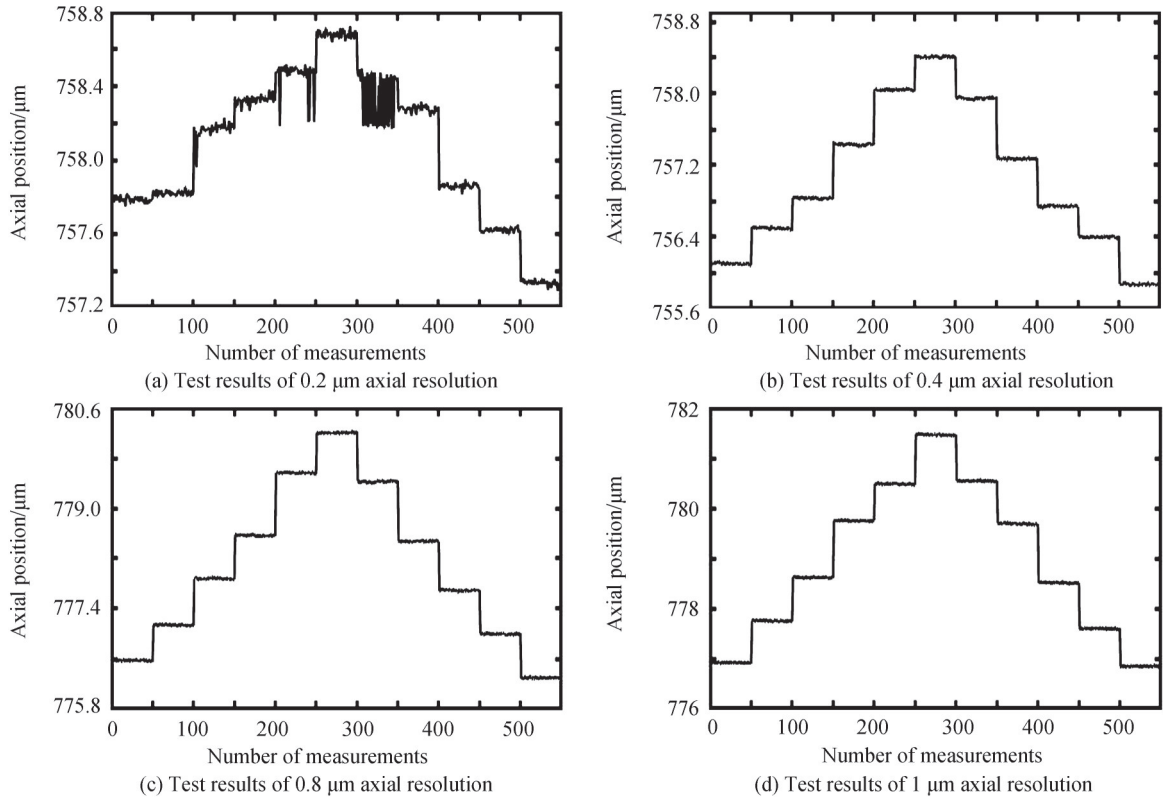 758.8
758.4
758.0
757.6
757.2
Axial position/μm
0 100 200 300 400 500
Number of measurements
(a) Test results of 0.2 μm axial resolution
758.8
758.0
757.2
756.4
755.6
Axial position/μm
0 100 200 300 400 500
Number of measurements
(b) Test results of 0.4 μm axial resolution
780.6
779.0
777.4
775.8
Axial position/μm
0 100 200 300 400 500
Number of measurements
(c) Test results of 0.8 μm axial resolution
782
780
778
776
Axial position/μm
0 100 200 300 400 500
Number of measurements
(d) Test results of 1 μm axial resolution